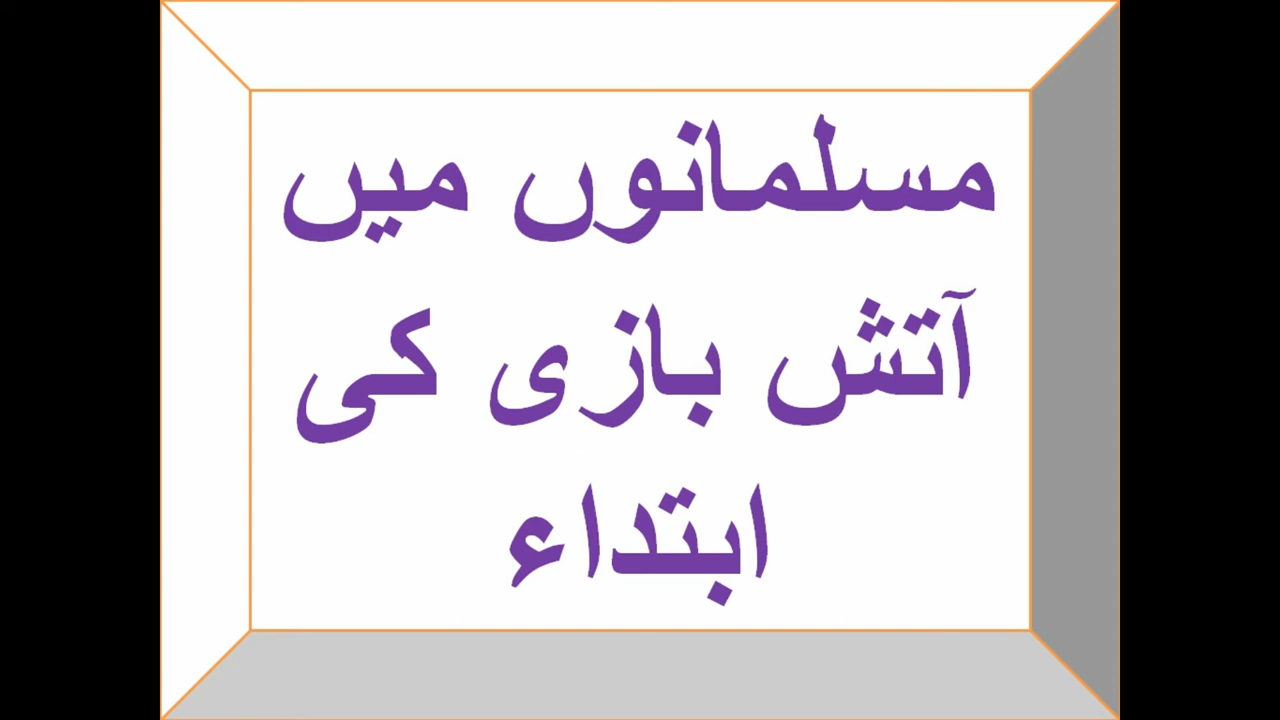 مسلمانوں میں
آتش بازی کی
ابتداء